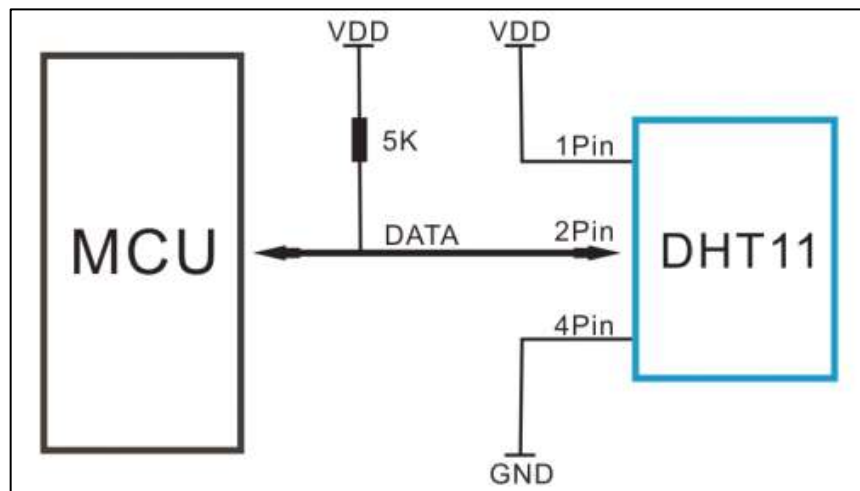 VDD
VDD
5K
1Pin
MCU
DATA
2Pin
DHT11
4Pin
GND